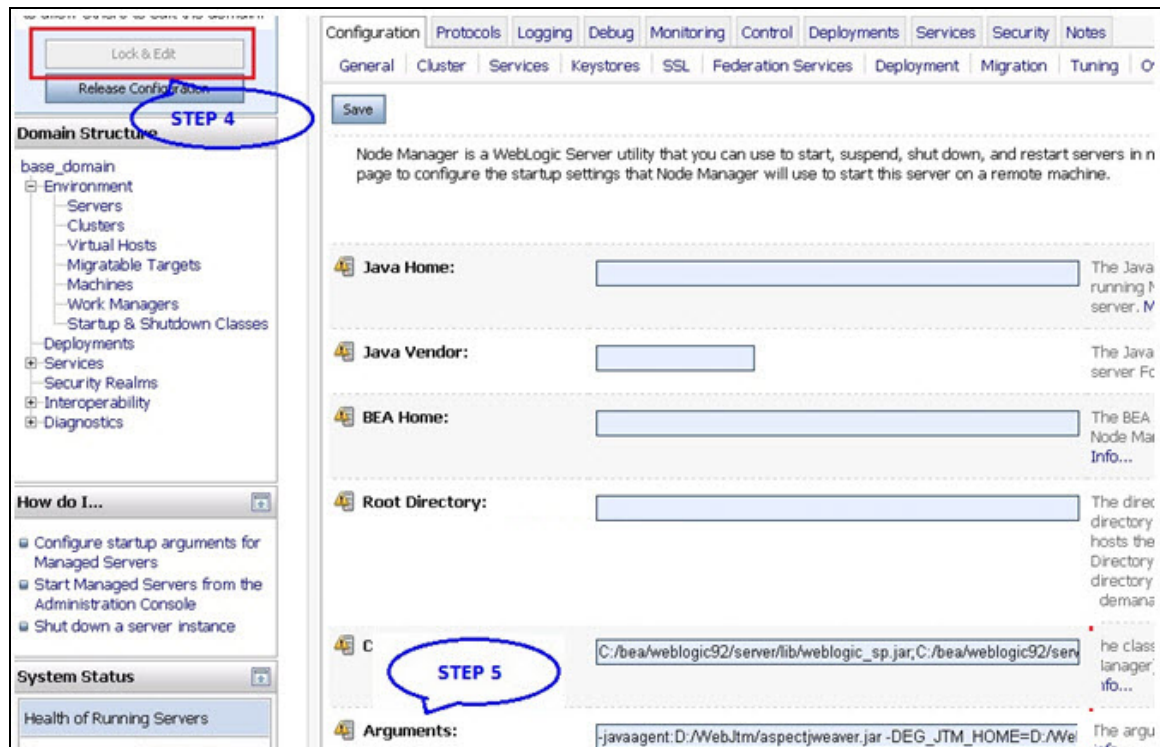 Lock & Edit
Release Configuration
STEP 4
Domain Structure
base_domain
Environment
Servers
Clusters
Virtual Hosts
Migratable Targets
Machines
Work Managers
Startup & Shutdown Classes
Deployments
Services
Security Realms
Interoperability
Diagnostics
How do I...
Configure startup arguments for
Managed Servers
Start Managed Servers from the
Administration Console
Shut down a server instance
System Status
Health of Running Servers
Configuration Protocols Logging Debug Monitoring Control Deployments Services Security Notes
General Cluster Services Keystores SSL Federation Services Deployment Migration Tuning
Save
Node Manager is a WebLogic Server utility that you can use to start, suspend, shut down, and restart servers in n
page to configure the startup settings that Node Manager will use to start this server on a remote machine.
Java Home:
The Java
running N
server. M
Java Vendor:
The Java
server Fo
BEA Home:
The BEA
Node Ma
Info...
Root Directory:
The direc
directory
hosts the
Directory
directory
demana
C
STEP 5
C:/bea/weblogic92/server/lib/weblogic_sp.jar;C:/bea/weblogic92/serv
he class
lanager)
nfo...
Arguments:
-javaagent:D:/WebJtm/aspectjweaver.jar -DEG_JTM_HOME=D:/We
The argu